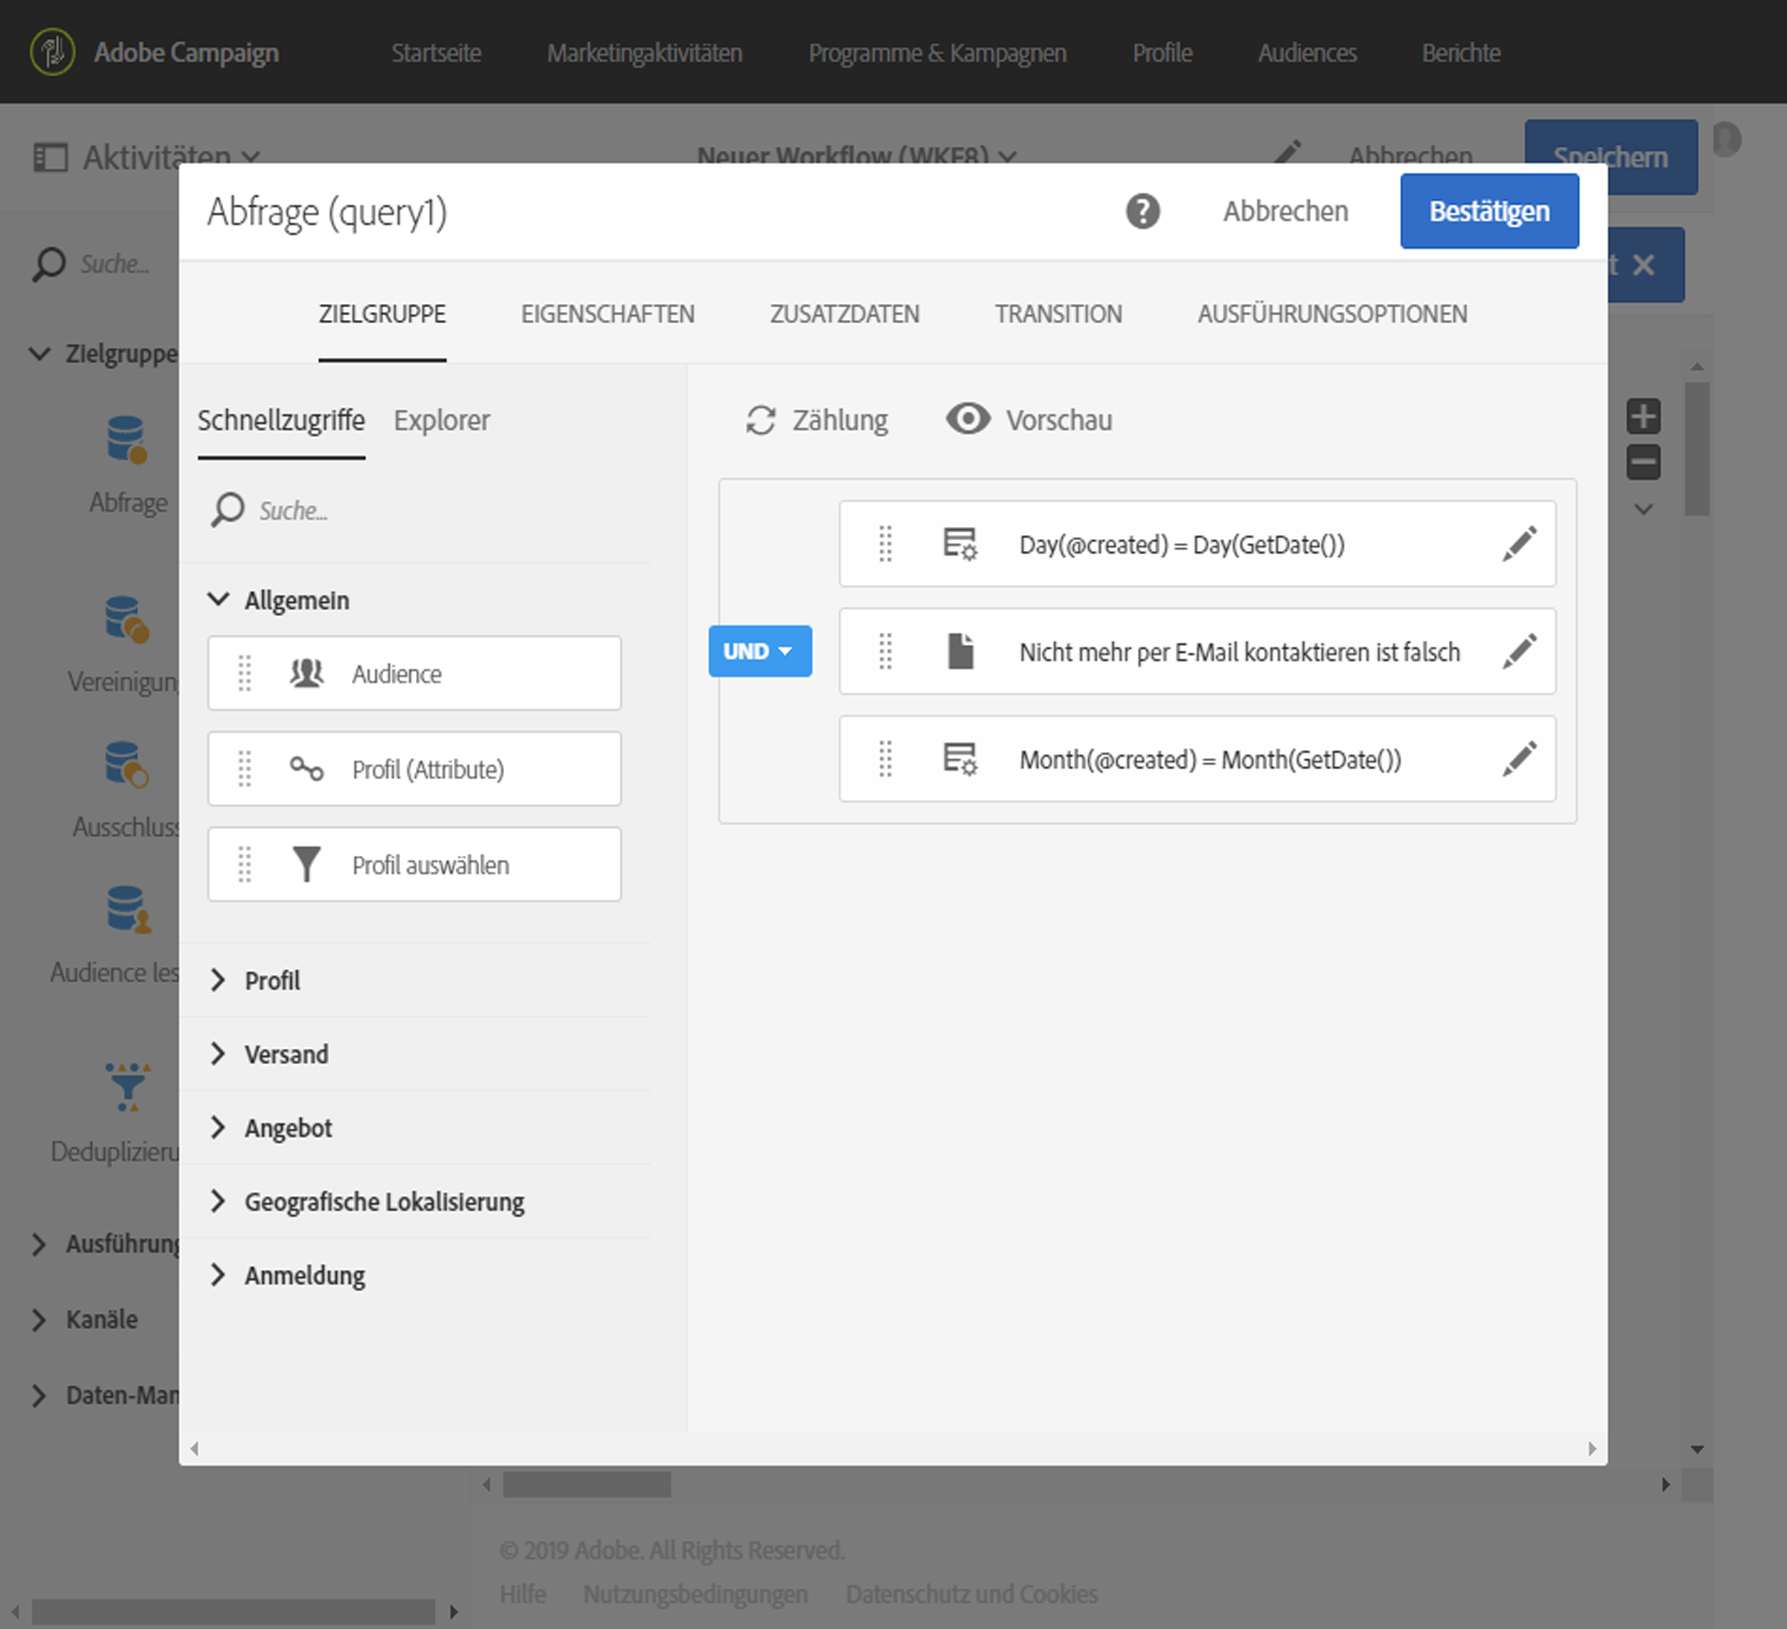 Adobe Campaign Startseite Marketingaktivitäten Programme & Kampagnen Profile Audiences Berichte
Aktivitäten Neuer Workflow (WKF8) Abbrechen Speichern
Abfrage (query1) Abbrechen Bestätigen
Suche...
t
ZIELGRUPPE EIGENSCHAFTEN ZUSATZDATEN TRANSITION AUSFÜHRUNGSOPTIONEN
Zielgruppe
Schnellzugriffe Explorer
Zählung Vorschau
Abfrage
Suche...
Day(@created) = Day(GetDate())
Allgemein
UND
Nicht mehr per E-Mail kontaktieren ist falsch
Audience
Vereinigun
Month(@created) = Month(GetDate())
Profil (Attribute)
Ausschluss
Profil auswählen
Audience les
Profil
Versand
Angebot
Deduplizieru
Geografische Lokalisierung
Ausführung
Anmeldung
Kanäle
Daten-Man
© 2019 Adobe. All Rights Reserved.
Hilfe Nutzungsbedingungen Datenschutz und Cookies